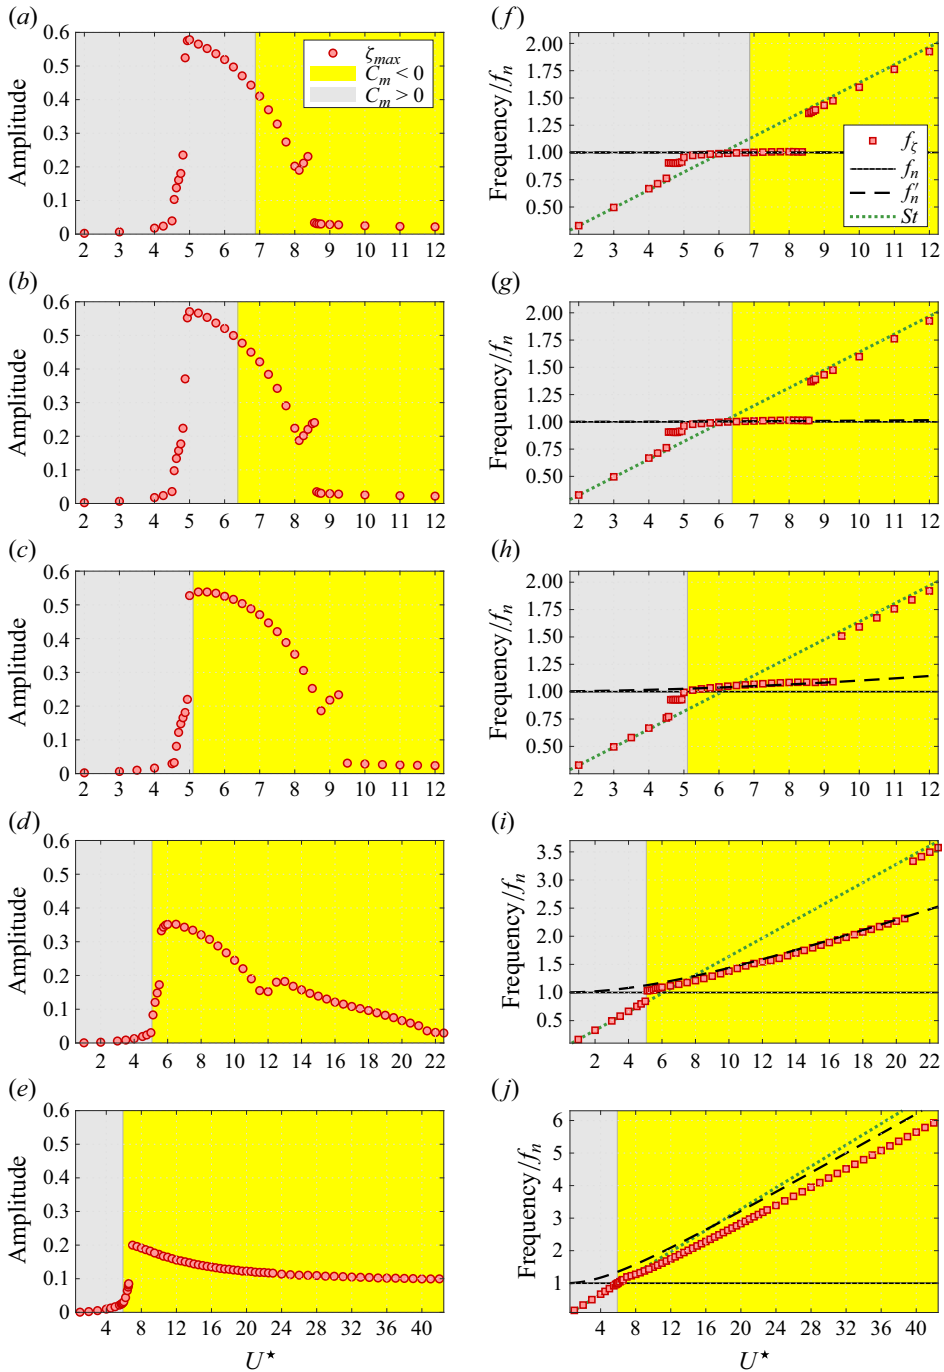 (a)
0.6
0.5
0.4
0.3
0.2
0.1
0
Amplitude
ζmax
Cm < 0
Cm > 0
2 3 4 5 6 7 8 9 10 11 12
(f)
2.00
1.75
1.50
1.25
1.00
0.75
0.50
Frequency/fn
fζ
fn
f′n
St
2 3 4 5 6 7 8 9 10 11 12
(b)
0.6
0.5
0.4
0.3
0.2
0.1
0
Amplitude
2 3 4 5 6 7 8 9 10 11 12
(g)
2.00
1.75
1.50
1.25
1.00
0.75
0.50
Frequency/fn
2 3 4 5 6 7 8 9 10 11 12
(c)
0.6
0.5
0.4
0.3
0.2
0.1
0
Amplitude
2 3 4 5 6 7 8 9 10 11 12
(h)
2.00
1.75
1.50
1.25
1.00
0.75
0.50
Frequency/fn
2 3 4 5 6 7 8 9 10 11 12
(d)
0.6
0.4
0.2
0
Amplitude
2 4 6 8 10 12 14 16 18 20 22
(i)
3.5
3.0
2.5
2.0
1.5
1.0
0.5
Frequency/fn
2 4 6 8 10 12 14 16 18 20 22
(e)
0.6
0.5
0.4
0.3
0.2
0.1
0
Amplitude
4 8 12 16 20 24 28 32 36 40
U★
(j)
6
5
4
3
2
1
Frequency/fn
4 8 12 16 20 24 28 32 36 40
U★